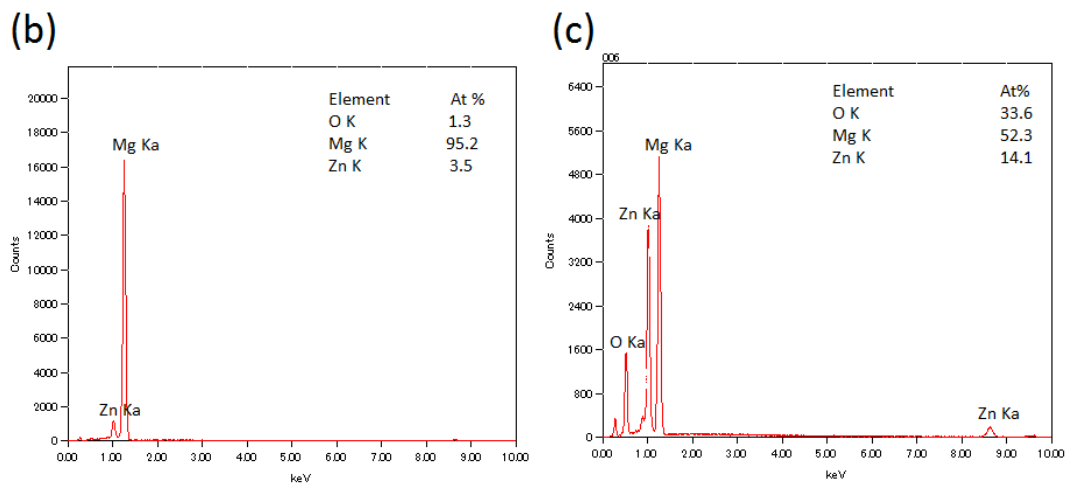 (b)
20000
18000
16000
14000
12000
10000
8000
6000
4000
2000
0
Counts
Element At %
O K 1.3
Mg K 95.2
Zn K 3.5
Mg Ka
Zn Ka
0.00 1.00 2.00 3.00 4.00 5.00 6.00 7.00 8.00 9.00 10.00
keV
(c)
006
6400
5600
4800
4000
3200
2400
1600
800
0
Counts
Element At%
O K 33.6
Mg K 52.3
Zn K 14.1
Mg Ka
Zn Ka
O Ka
Zn Ka
0.00 1.00 2.00 3.00 4.00 5.00 6.00 7.00 8.00 9.00 10.00
keV